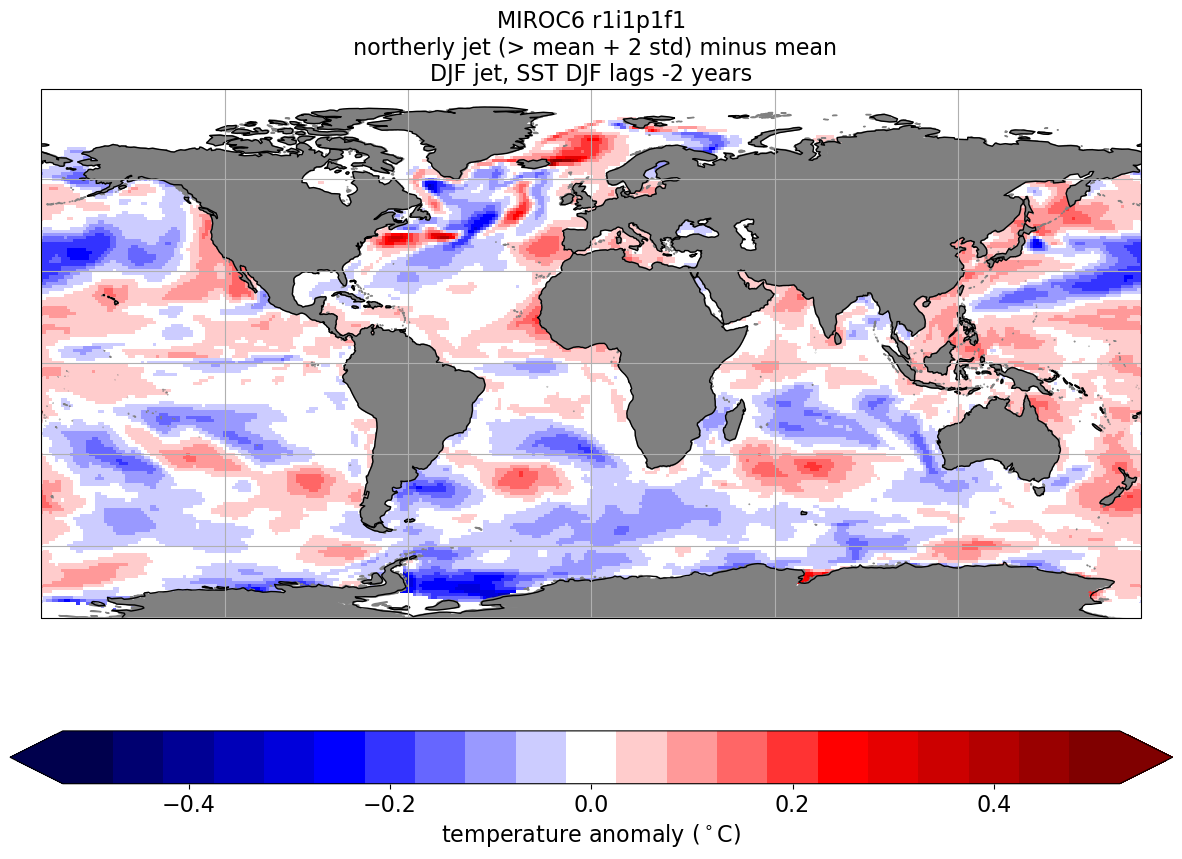 MIROC6 r1i1p1f1
northerly jet (> mean + 2 std) minus mean
DJF jet, SST DJF lags -2 years
−0.4 −0.2 0.0 0.2 0.4
temperature anomaly (°C)